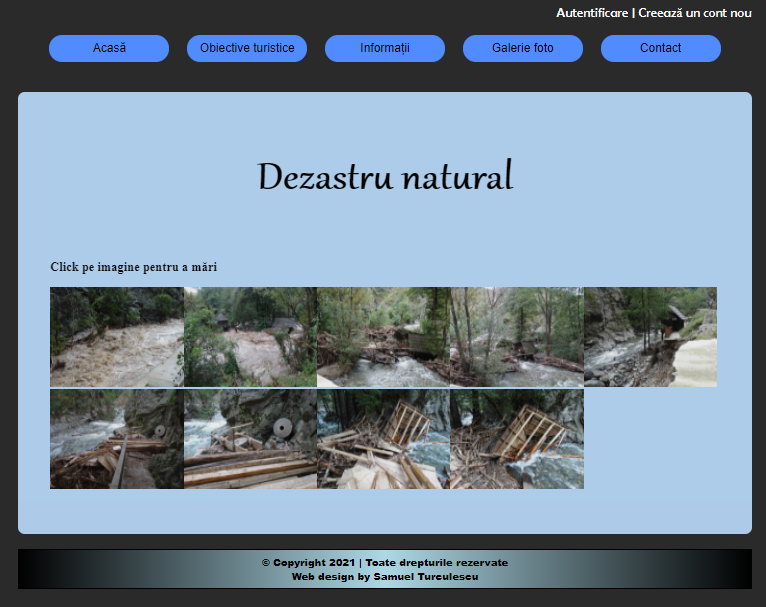 Autentificare | Creează un cont nou
Acasă Obiective turistice Informații Galerie foto Contact
Dezastru natural
Click pe imagine pentru a mări
© Copyright 2021 | Toate drepturile rezervate
Web design by Samuel Turculescu